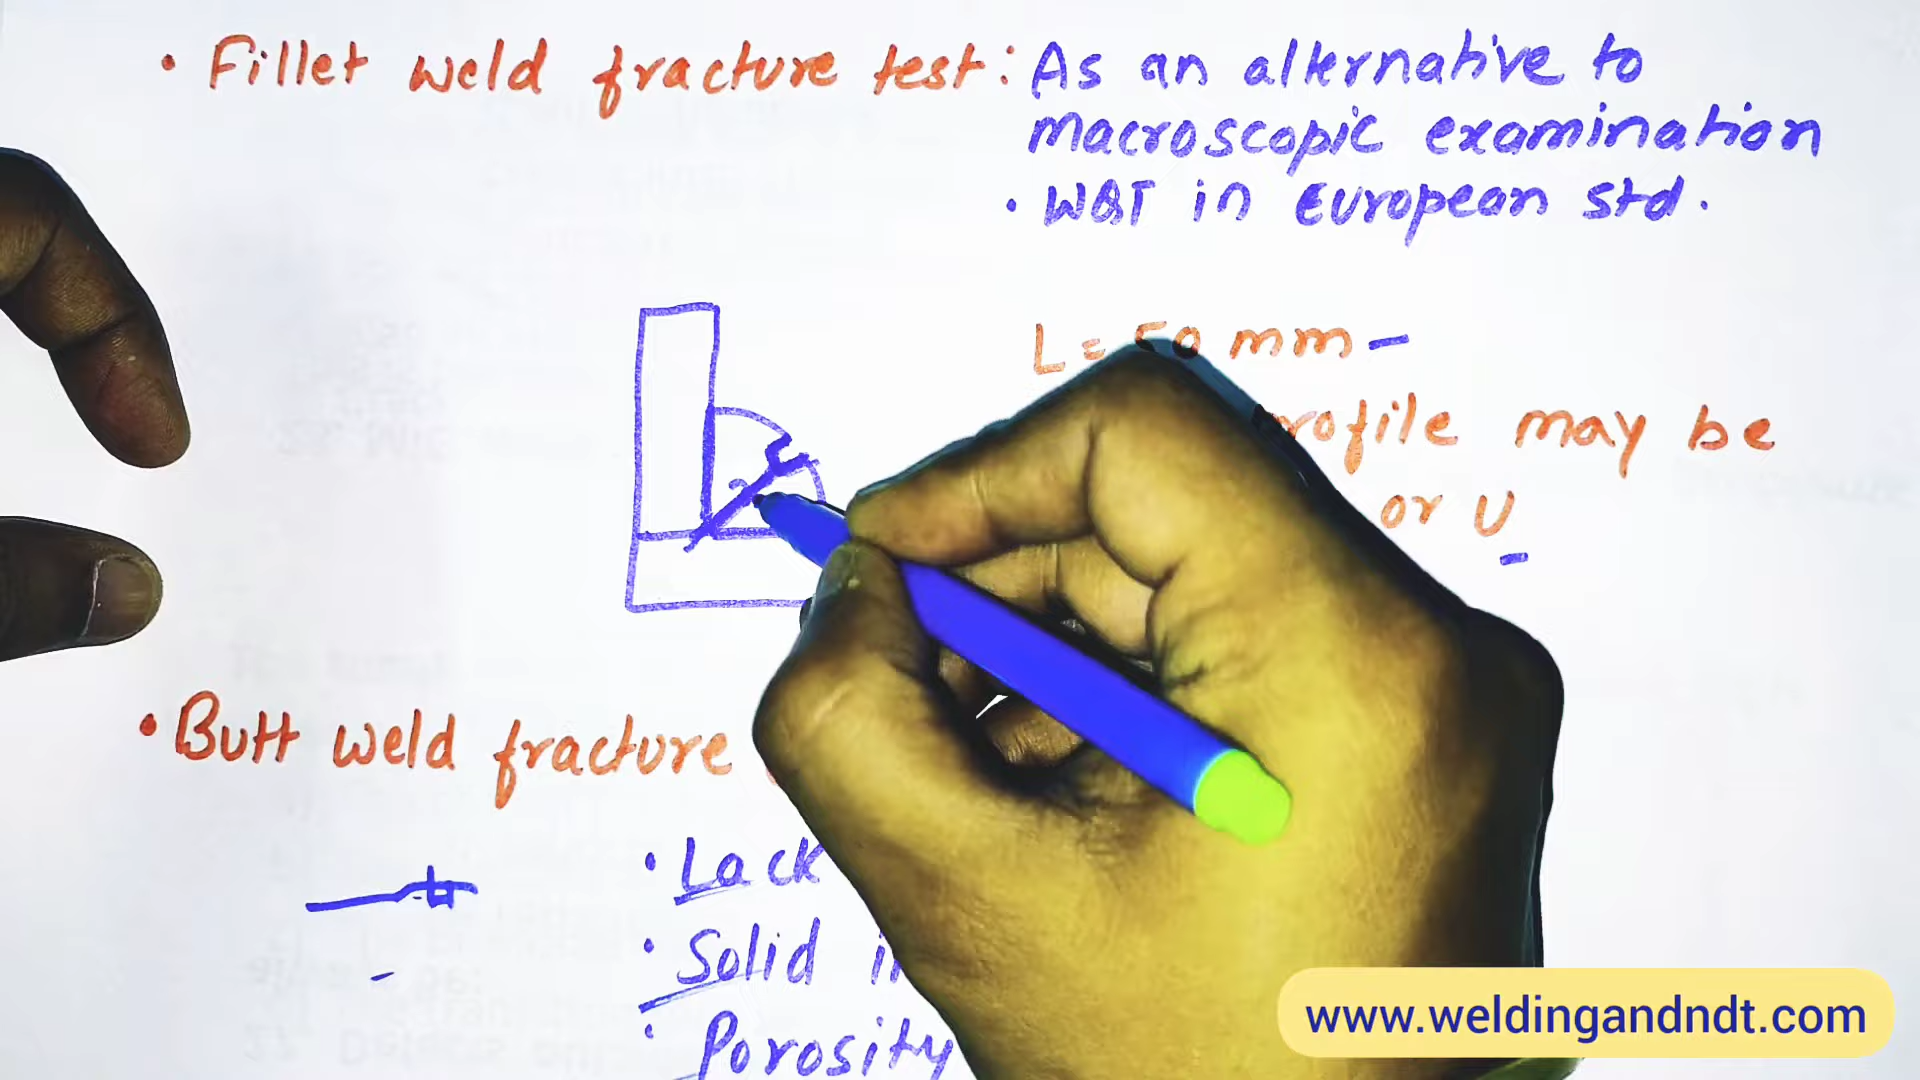 • Fillet weld fracture test: As an alternative to
macroscopic examination
• WQT in European std.
L = 50 mm
profile may be
or U
• Butt weld fracture
• Lack
• Solid
• Porosity
www.weldingandndt.com